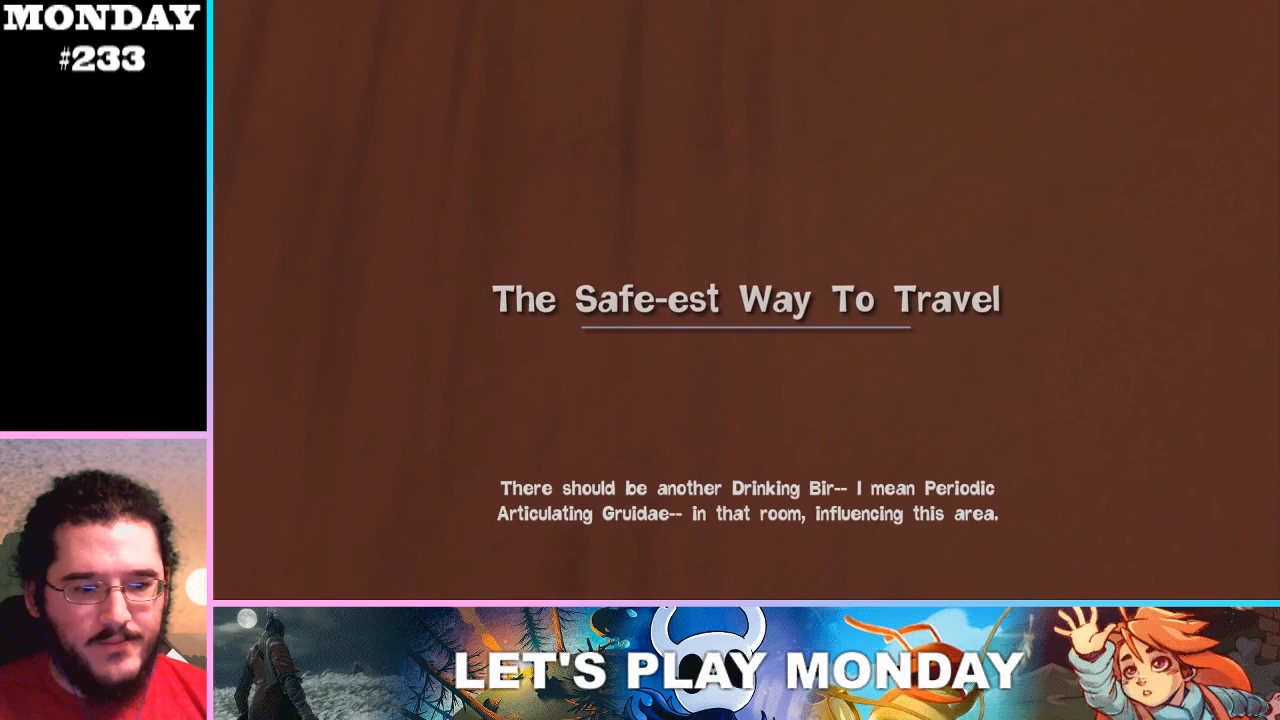 MONDAY
#233
The Safe-est Way To Travel
There should be another Drinking Bir-- I mean Periodic
Articulating Gruidae-- in that room, influencing this area.
LET'S PLAY MONDAY